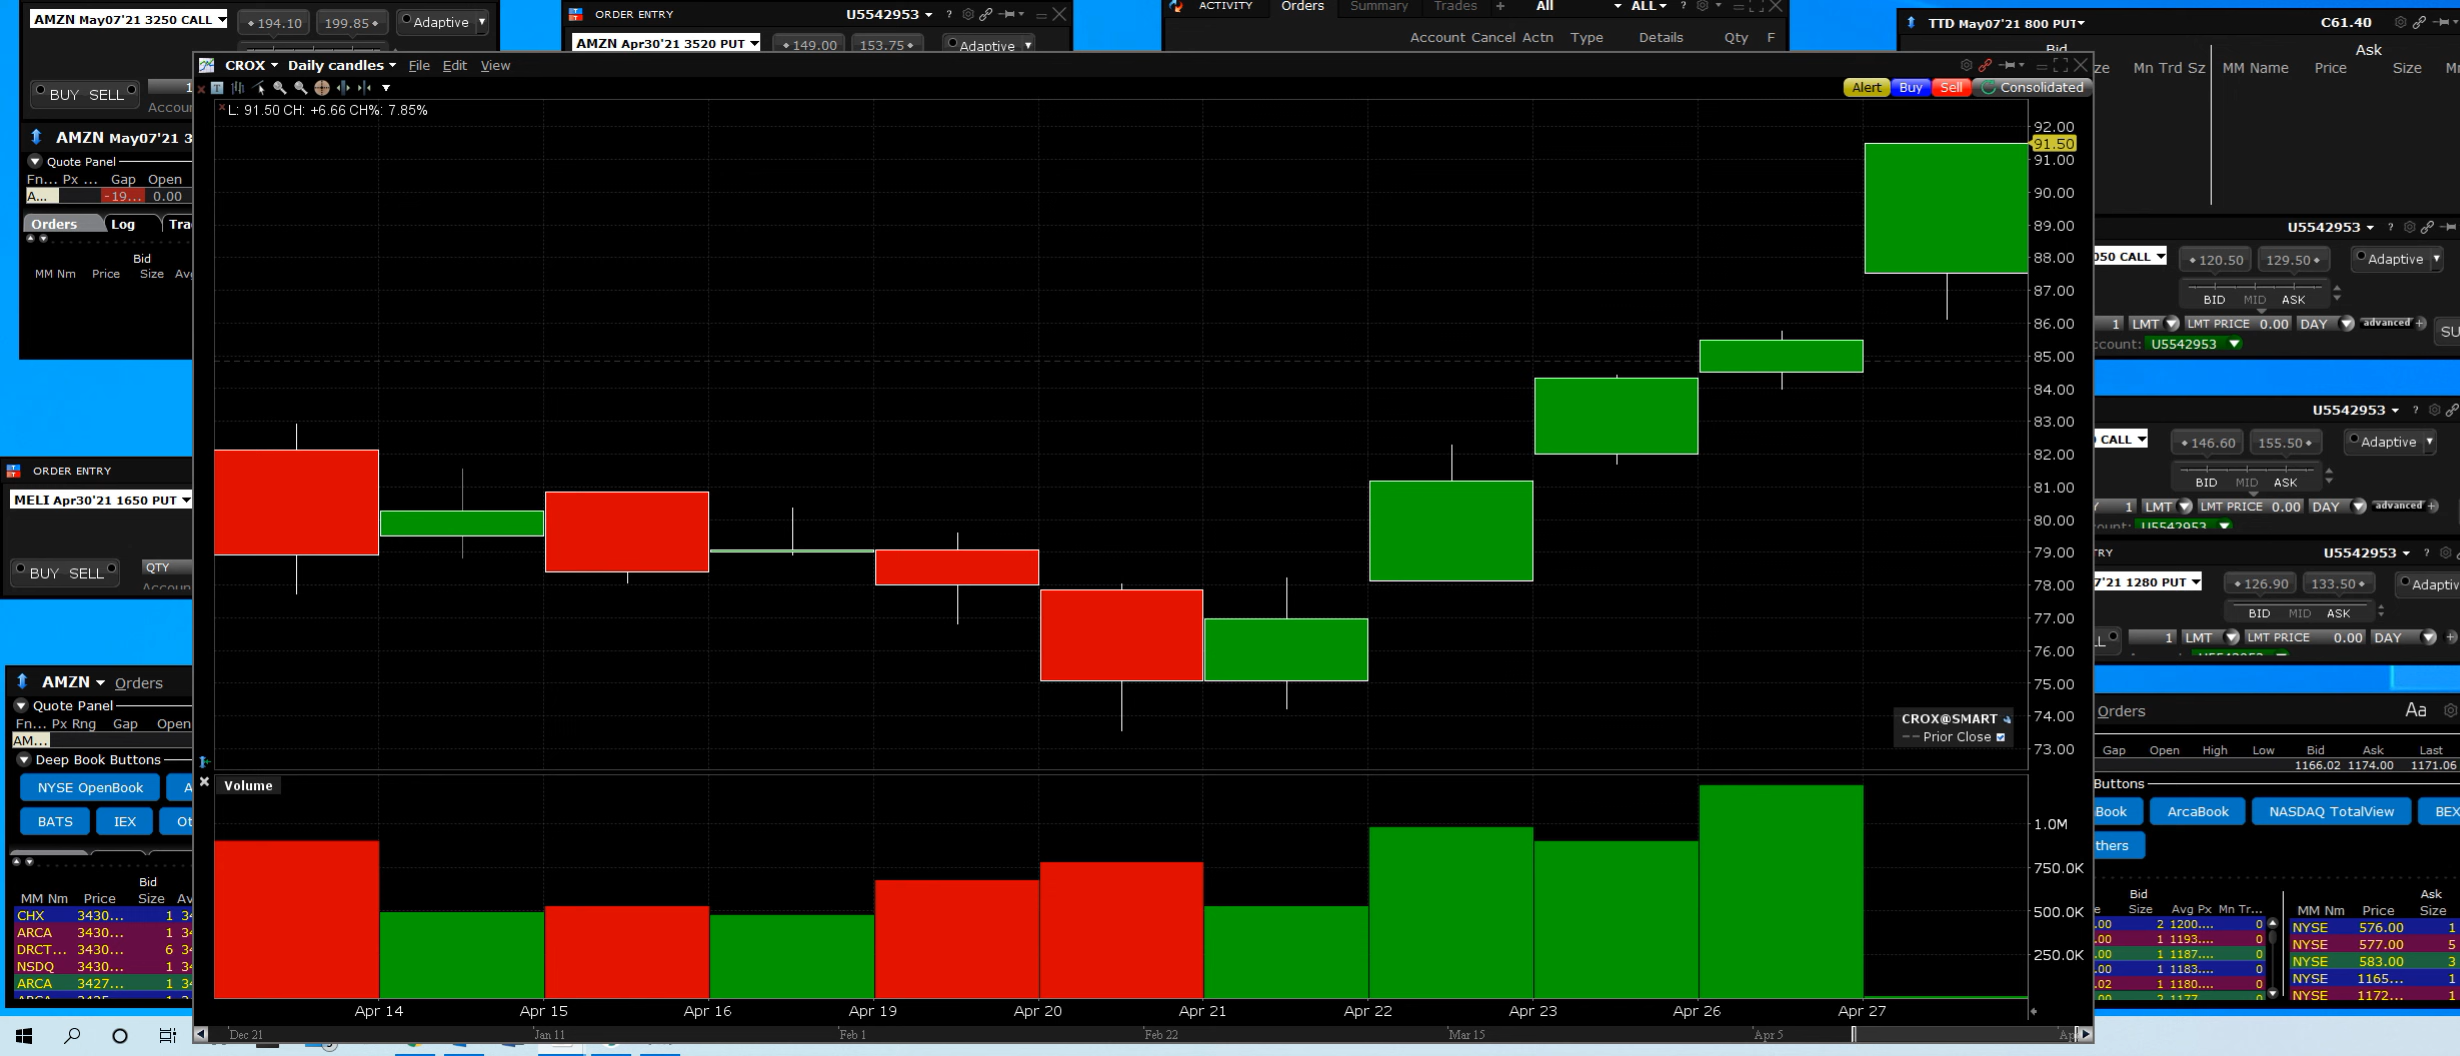 AMZN May07'21 3250 CALL
194.10 199.85 Adaptive
BUY SELL
AMZN May07'21 3
Quote Panel
Fn... Px ... Gap Open
A... -19... 0.00
Orders Log Tra
Bid
MM Nm Price Size
ORDER ENTRY U5542953 ?
AMZN Apr30'21 3520 PUT 149.00 153.75 Adaptive
ACTIVITY Orders Summary Trades + All ALL ?
Account Cancel Actn Type Details Qty F
TTD May07'21 800 PUT C61.40
Bid Ask
ze Mn Trd Sz MM Name Price Size
CROX Daily candles File Edit View
Alert Buy Sell Consolidated
L: 91.50 CH: +6.66 CH%: 7.85%
92.00
91.50
91.00
90.00
89.00
88.00
87.00
86.00
85.00
84.00
83.00
82.00
81.00
80.00
79.00
78.00
77.00
76.00
75.00
74.00
73.00
CROX@SMART
Prior Close
Volume
1.0M
750.0K
500.0K
250.0K
Apr 14 Apr 15 Apr 16 Apr 19 Apr 20 Apr 21 Apr 22 Apr 23 Apr 26 Apr 27
Dec 21 Jan 11 Feb 1 Feb 22 Mar 15 Apr 5
ORDER ENTRY
MELI Apr30'21 1650 PUT
BUY SELL QTY
AMZN Orders
Quote Panel
Fn... Px Rng Gap Open
AM...
Deep Book Buttons
NYSE OpenBook A
BATS IEX Ot
Bid
MM Nm Price Size Av
CHX 3430... 1 34
ARCA 3430... 1 34
DRCT... 3430... 6 34
NSDQ 3430... 1 34
ARCA 3427... 1 34
U5542953 ?
050 CALL 120.50 129.50 Adaptive
BID MID ASK
1 LMT LMT PRICE 0.00 DAY advanced +
ccount: U5542953 SU
U5542953 ?
CALL 146.60 155.50 Adaptive
BID MID ASK
1 LMT LMT PRICE 0.00 DAY advanced +
U5542953
TRY U5542953 ?
7'21 1280 PUT 126.90 133.50 Adaptiv
BID MID ASK
1 LMT LMT PRICE 0.00 DAY
Orders Aa
Gap Open High Low Bid Ask Last
1166.02 1174.00 1171.06
Buttons
Book ArcaBook NASDAQ TotalView BEX
thers
Bid
Size Avg Px Mn Tr...
.00 2 1200.... 0
.00 1 1193.... 0
.00 1 1187.... 0
.00 1 1183.... 0
.02 1 1180.... 0
.00 2 1177.... 0
Ask
MM Nm Price Size
NYSE 576.00 1
NYSE 577.00 5
NYSE 583.00 3
NYSE 1165... 1
NYSE 1172... 1